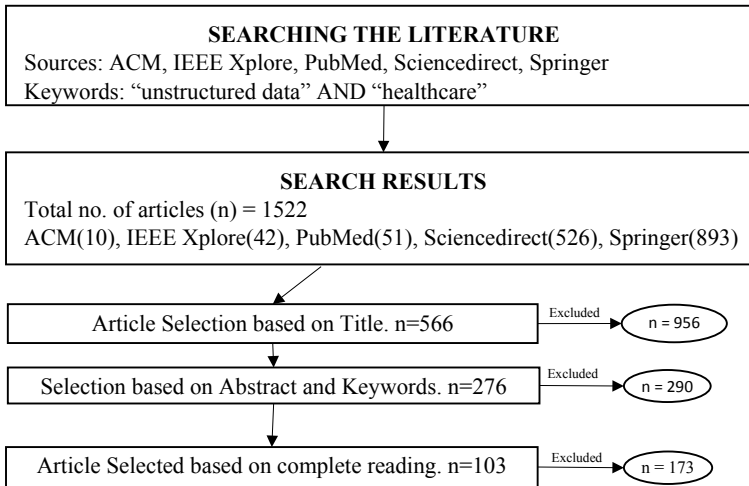 SEARCHING THE LITERATURE
Sources: ACM, IEEE Xplore, PubMed, Sciencedirect, Springer
Keywords: “unstructured data” AND “healthcare”
SEARCH RESULTS
Total no. of articles (n) = 1522
ACM(10), IEEE Xplore(42), PubMed(51), Sciencedirect(526), Springer(893)
Article Selection based on Title. n=566
Excluded
n = 956
Selection based on Abstract and Keywords. n=276
Excluded
n = 290
Article Selected based on complete reading. n=103
Excluded
n = 173